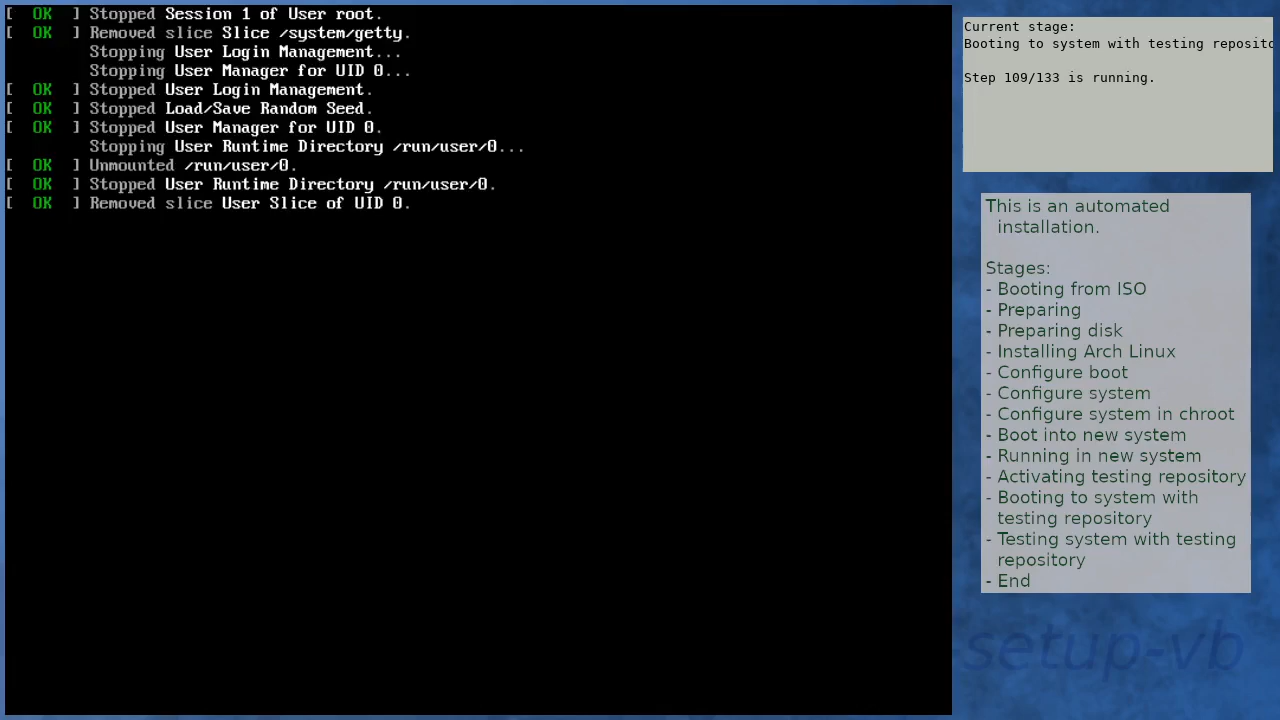 [  OK  ] Stopped Session 1 of User root.
[  OK  ] Removed slice Slice /system/getty.
Stopping User Login Management...
Stopping User Manager for UID 0...
[  OK  ] Stopped User Login Management.
[  OK  ] Stopped Load/Save Random Seed.
[  OK  ] Stopped User Manager for UID 0.
Stopping User Runtime Directory /run/user/0...
[  OK  ] Unmounted /run/user/0.
[  OK  ] Stopped User Runtime Directory /run/user/0.
[  OK  ] Removed slice User Slice of UID 0.
Current stage:
Booting to system with testing reposito
Step 109/133 is running.
This is an automated
installation.
Stages:
- Booting from ISO
- Preparing
- Preparing disk
- Installing Arch Linux
- Configure boot
- Configure system
- Configure system in chroot
- Boot into new system
- Running in new system
- Activating testing repository
- Booting to system with
testing repository
- Testing system with testing
repository
- End
-setup-vb